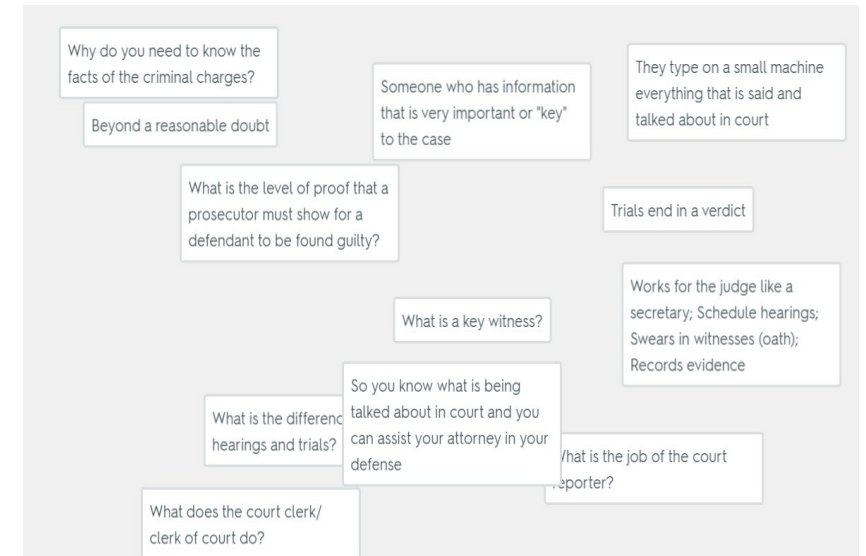 Why do you need to know the
facts of the criminal charges?
Someone who has information
that is very important or "key"
to the case
They type on a small machine
everything that is said and
talked about in court
Beyond a reasonable doubt
What is the level of proof that a
prosecutor must show for a
defendant to be found guilty?
Trials end in a verdict
Works for the judge like a
secretary; Schedule hearings;
Swears in witnesses (oath);
Records evidence
What is a key witness?
So you know what is being
talked about in court and you
can assist your attorney in your
defense
What is the
hearings and trials?
is the job of the court
What does the court clerk/
clerk of court do?